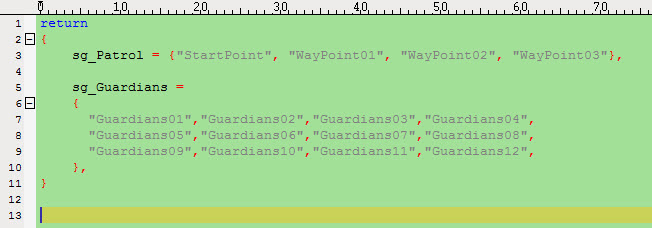 0 10 20 30 40 50 60 70
1 return
2 {
3 sg_Patrol = {"StartPoint", "WayPoint01", "WayPoint02", "WayPoint03"},
4
5 sg_Guardians =
6 {
7 "Guardians01","Guardians02","Guardians03","Guardians04",
8 "Guardians05","Guardians06","Guardians07","Guardians08",
9 "Guardians09","Guardians10","Guardians11","Guardians12",
10 },
11 }
12
13